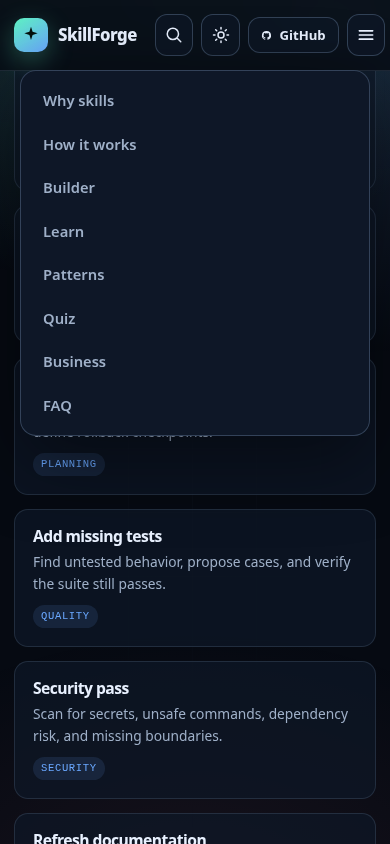 SkillForge
GitHub
Why skills
How it works
Builder
Learn
Patterns
Quiz
Business
FAQ
PLANNING
Add missing tests
Find untested behavior, propose cases, and verify
the suite still passes.
QUALITY
Security pass
Scan for secrets, unsafe commands, dependency
risk, and missing boundaries.
SECURITY
Refresh documentation